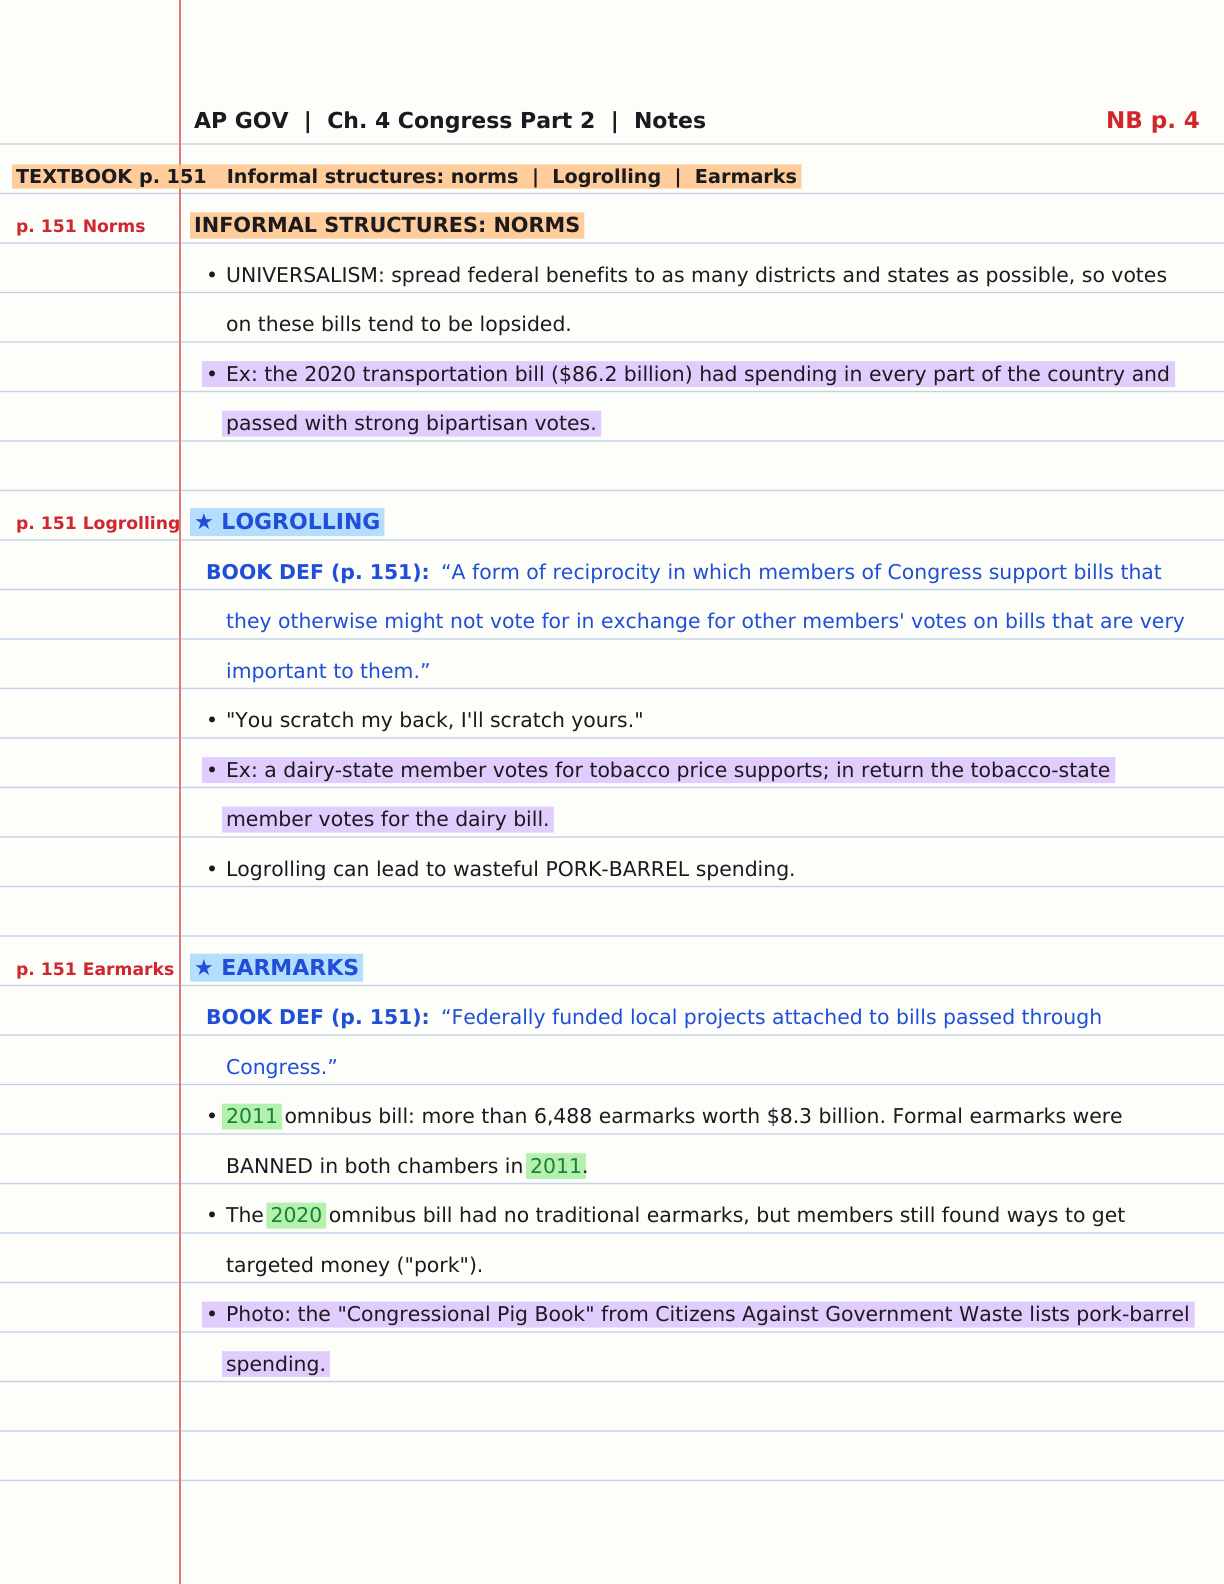 AP GOV | Ch. 4 Congress Part 2 | Notes NB p. 4
TEXTBOOK p. 151 Informal structures: norms | Logrolling | Earmarks
p. 151 Norms INFORMAL STRUCTURES: NORMS
• UNIVERSALISM: spread federal benefits to as many districts and states as possible, so votes
on these bills tend to be lopsided.
• Ex: the 2020 transportation bill ($86.2 billion) had spending in every part of the country and
passed with strong bipartisan votes.
p. 151 Logrolling ★ LOGROLLING
BOOK DEF (p. 151): “A form of reciprocity in which members of Congress support bills that
they otherwise might not vote for in exchange for other members' votes on bills that are very
important to them.”
• "You scratch my back, I'll scratch yours."
• Ex: a dairy-state member votes for tobacco price supports; in return the tobacco-state
member votes for the dairy bill.
• Logrolling can lead to wasteful PORK-BARREL spending.
p. 151 Earmarks ★ EARMARKS
BOOK DEF (p. 151): “Federally funded local projects attached to bills passed through
Congress.”
• 2011 omnibus bill: more than 6,488 earmarks worth $8.3 billion. Formal earmarks were
BANNED in both chambers in 2011.
• The 2020 omnibus bill had no traditional earmarks, but members still found ways to get
targeted money ("pork").
• Photo: the "Congressional Pig Book" from Citizens Against Government Waste lists pork-barrel
spending.